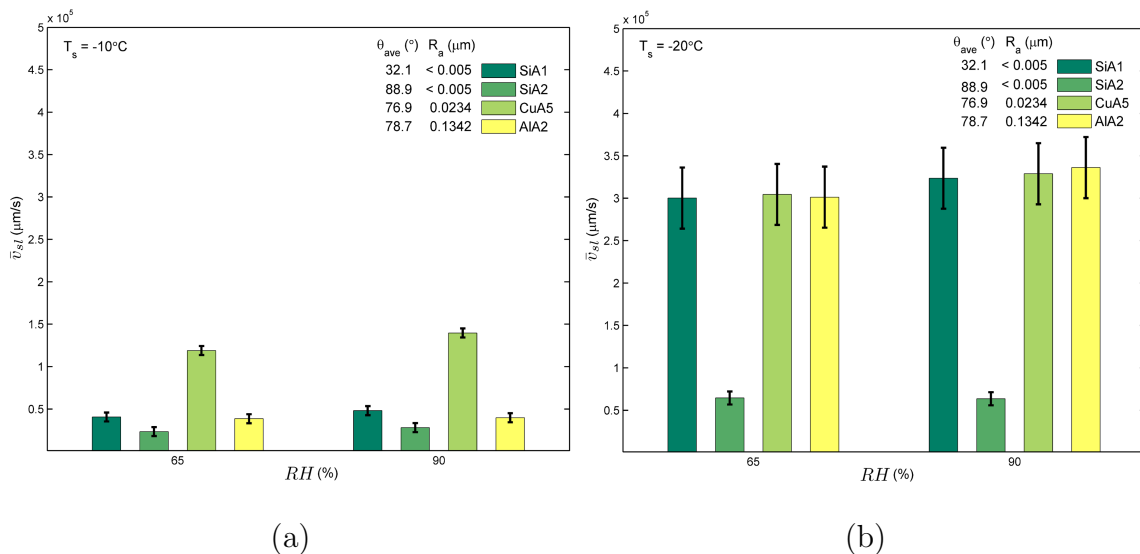 × 10⁵
T_s = -10°C
θ_ave (°) R_a (μm)
32.1 < 0.005 SiA1
88.9 <0.005 SiA2
76.9 0.0234 CuA5
78.7 0.1342 AlA2
5
4.5
4
3.5
3
2.5
2
1.5
1
0.5
v̄_sl (μm/s)
65
90
RH (%)
(a)
× 10⁵
T_s = -20°C
θ_ave (°) R_a (μm)
32.1 < 0.005 SiA1
88.9 <0.005 SiA2
76.9 0.0234 CuA5
78.7 0.1342 AlA2
5
4.5
4
3.5
3
2.5
2
1.5
1
0.5
v̄_sl (μm/s)
65
90
RH (%)
(b)